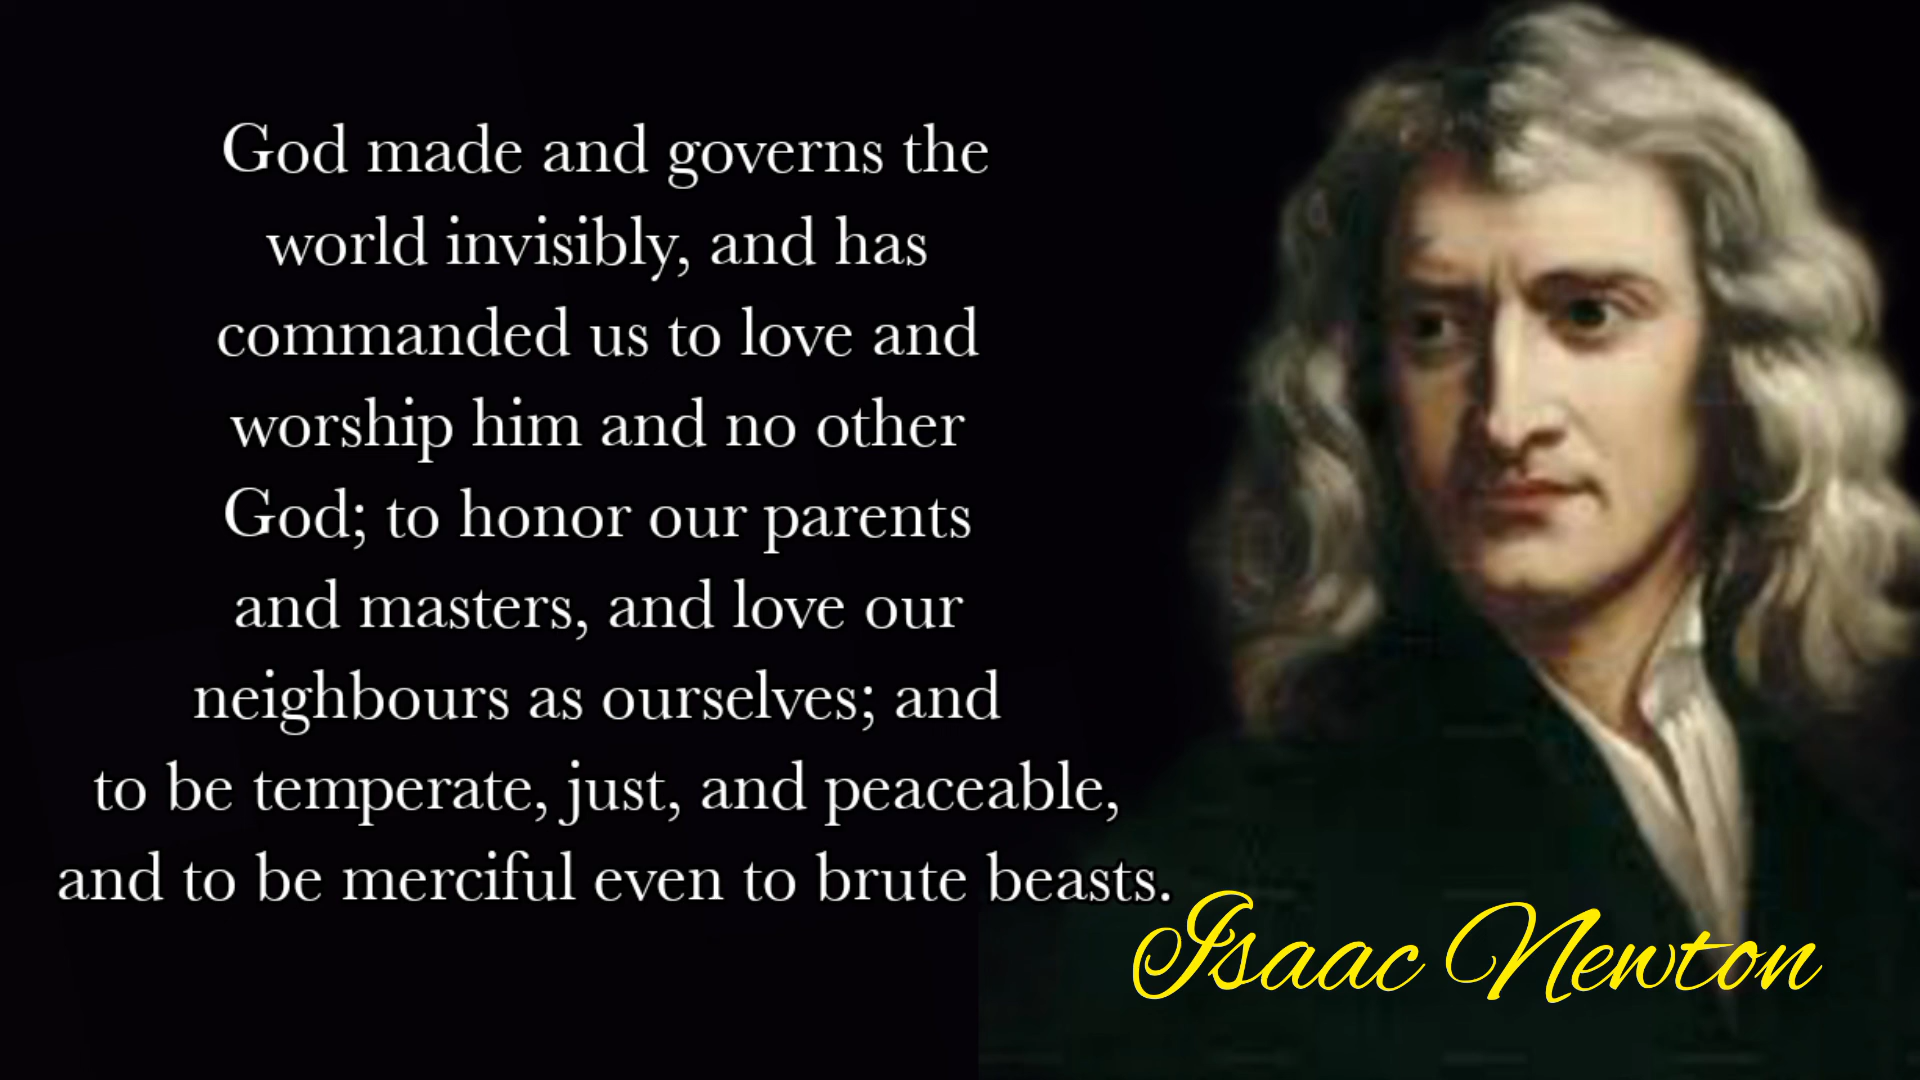 God made and governs the
world invisibly, and has
commanded us to love and
worship him and no other
God; to honor our parents
and masters, and love our
neighbours as ourselves; and
to be temperate, just, and peaceable,
and to be merciful even to brute beasts.
Isaac Newton